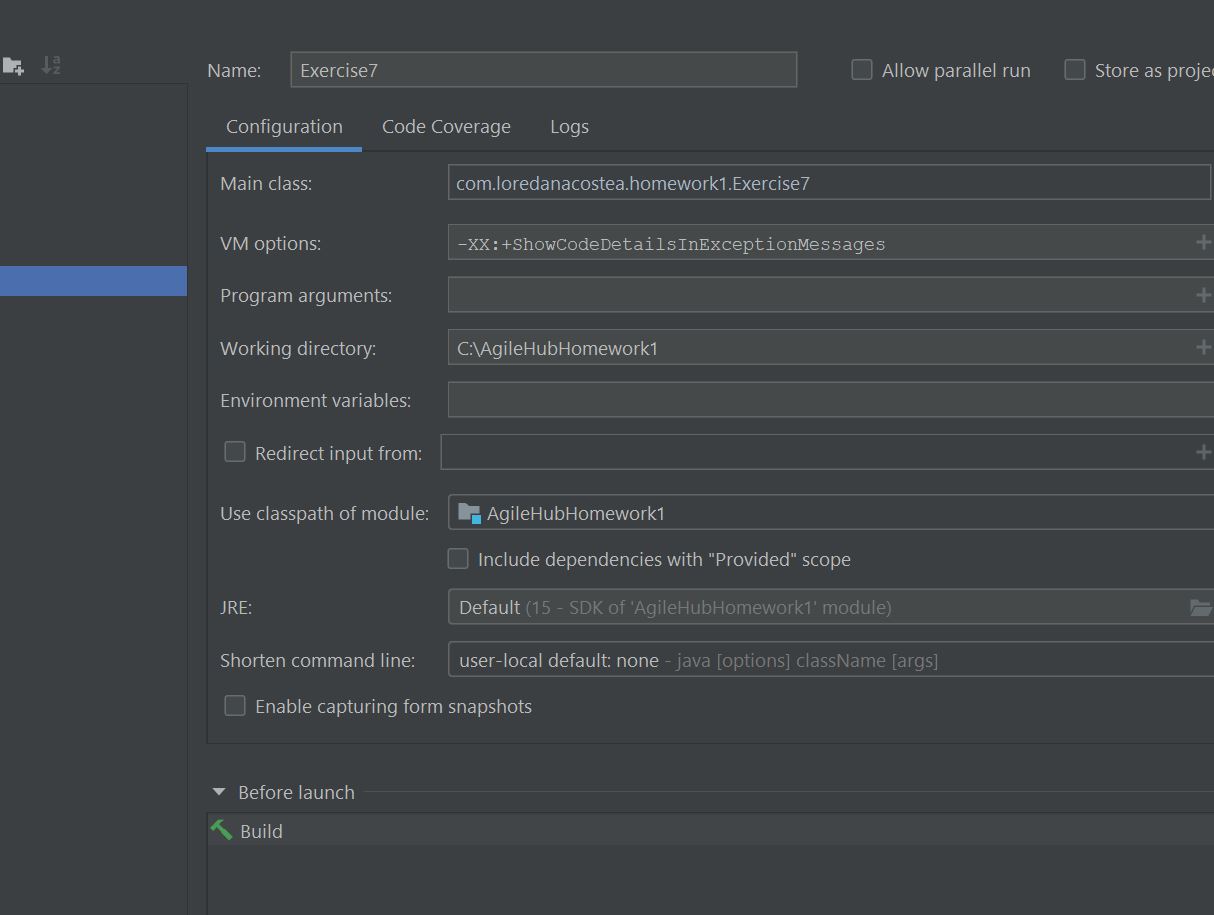 Name: Exercise7 Allow parallel run Store as proje
Configuration Code Coverage Logs
Main class: com.loredanacostea.homework1.Exercise7
VM options: -XX:+ShowCodeDetailsInExceptionMessages
Program arguments:
Working directory: C:\AgileHubHomework1
Environment variables:
Redirect input from:
Use classpath of module: AgileHubHomework1
Include dependencies with "Provided" scope
JRE: Default (15 - SDK of 'AgileHubHomework1' module)
Shorten command line: user-local default: none - java [options] className [args]
Enable capturing form snapshots
Before launch
Build